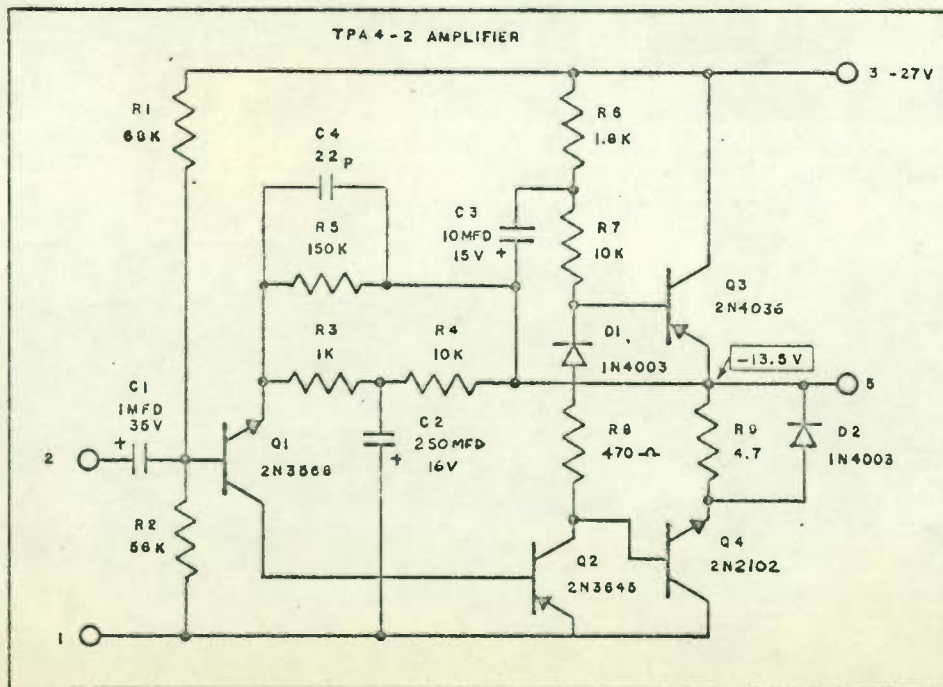 TPA 4-2 AMPLIFIER
3 -27V
R1
68K
C4
22P
R5
150K
R6
1.8K
C3
10MFD
15V
+
R7
10K
Q3
2N4036
R3
1K
R4
10K
D1
1N4003
-13.5V
5
C1
1MFD
35V
+
2
Q1
2N3568
C2
250MFD
16V
+
R8
470 Ω
R9
4.7
D2
1N4003
R2
56K
Q2
2N3645
Q4
2N2102
1